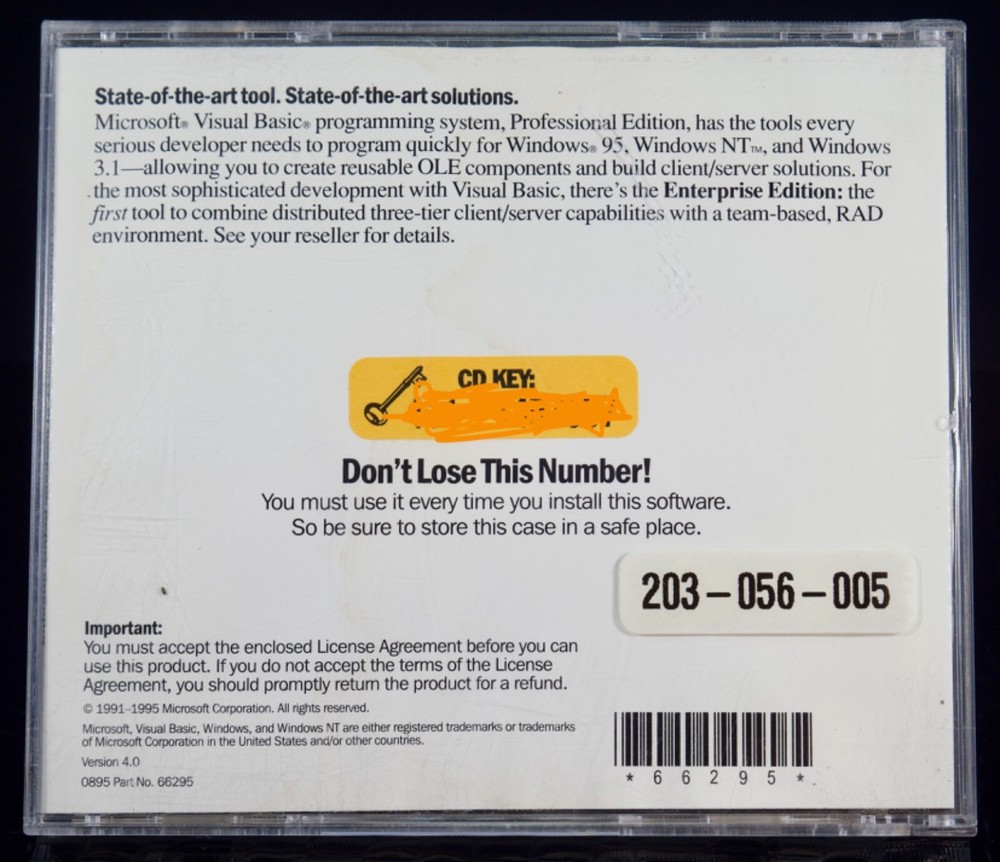 State-of-the-art tool. State-of-the-art solutions.
Microsoft® Visual Basic® programming system, Professional Edition, has the tools every
serious developer needs to program quickly for Windows® 95, Windows NT™, and Windows
3.1—allowing you to create reusable OLE components and build client/server solutions. For
the most sophisticated development with Visual Basic, there's the Enterprise Edition: the
first tool to combine distributed three-tier client/server capabilities with a team-based, RAD
environment. See your reseller for details.
CD KEY:
Don't Lose This Number!
You must use it every time you install this software.
So be sure to store this case in a safe place.
203–056–005
Important:
You must accept the enclosed License Agreement before you can
use this product. If you do not accept the terms of the License
Agreement, you should promptly return the product for a refund.
© 1991–1995 Microsoft Corporation. All rights reserved.
Microsoft, Visual Basic, Windows, and Windows NT are either registered trademarks or trademarks
of Microsoft Corporation in the United States and/or other countries.
Version 4.0
0895 Part No. 66295
*66295*